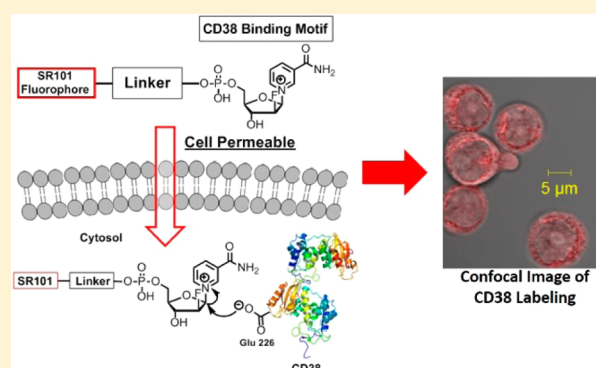 CD38 Binding Motif
SR101
Fluorophore
Linker
O
O-P-O
OH
O
F
N
+
NH2
O
OH
Cell Permeable
Cytosol
5 μm
Confocal Image of
CD38 Labeling
SR101
Linker
O
O-P-O
OH
O
F
N
+
NH2
O
OH
O
⊖O
Glu 226
CD38